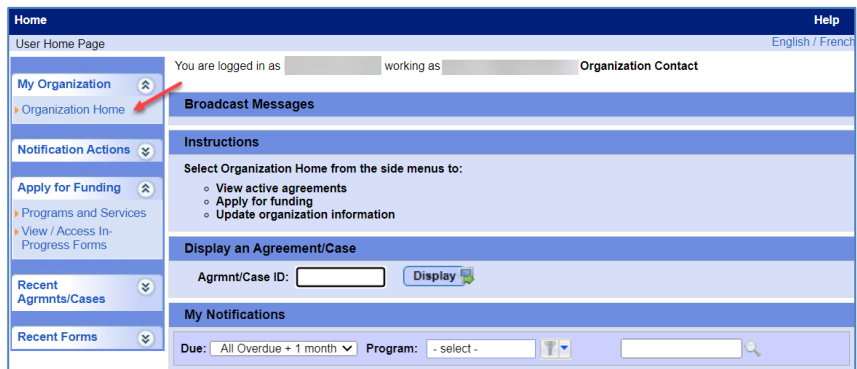 Home Help
User Home Page English / French
You are logged in as working as Organization Contact
My Organization
Organization Home
Notification Actions
Apply for Funding
Programs and Services
View / Access In-
Progress Forms
Recent
Agrmnts/Cases
Recent Forms
Broadcast Messages
Instructions
Select Organization Home from the side menus to:
View active agreements
Apply for funding
Update organization information
Display an Agreement/Case
Agrmnt/Case ID: Display
My Notifications
Due: All Overdue + 1 month Program: - select -